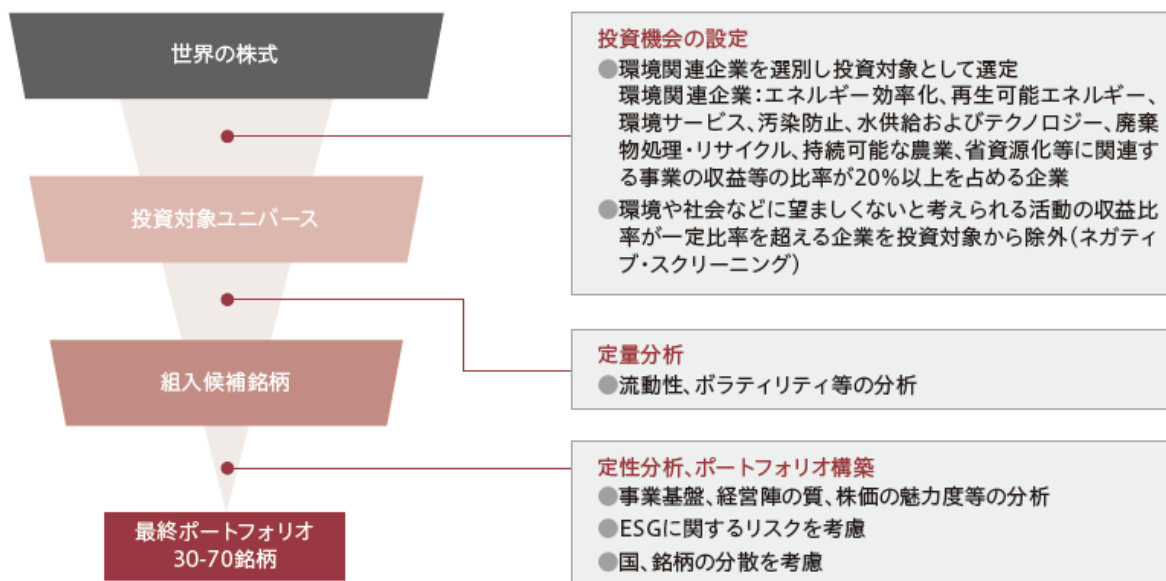 世界の株式
投資対象ユニバース
組入候補銘柄
最終ポートフォリオ
30-70銘柄
投資機会の設定
●環境関連企業を選別し投資対象として選定
環境関連企業:エネルギー効率化、再生可能エネルギー、
環境サービス、汚染防止、水供給およびテクノロジー、廃棄
物処理・リサイクル、持続可能な農業、省資源化等に関連す
る事業の収益等の比率が20%以上を占める企業
●環境や社会などに望ましくないと考えられる活動の収益比
率が一定比率を超える企業を投資対象から除外(ネガティ
ブ・スクリーニング)
定量分析
●流動性、ボラティリティ等の分析
定性分析、ポートフォリオ構築
●事業基盤、経営陣の質、株価の魅力度等の分析
●ESGに関するリスクを考慮
●国、銘柄の分散を考慮